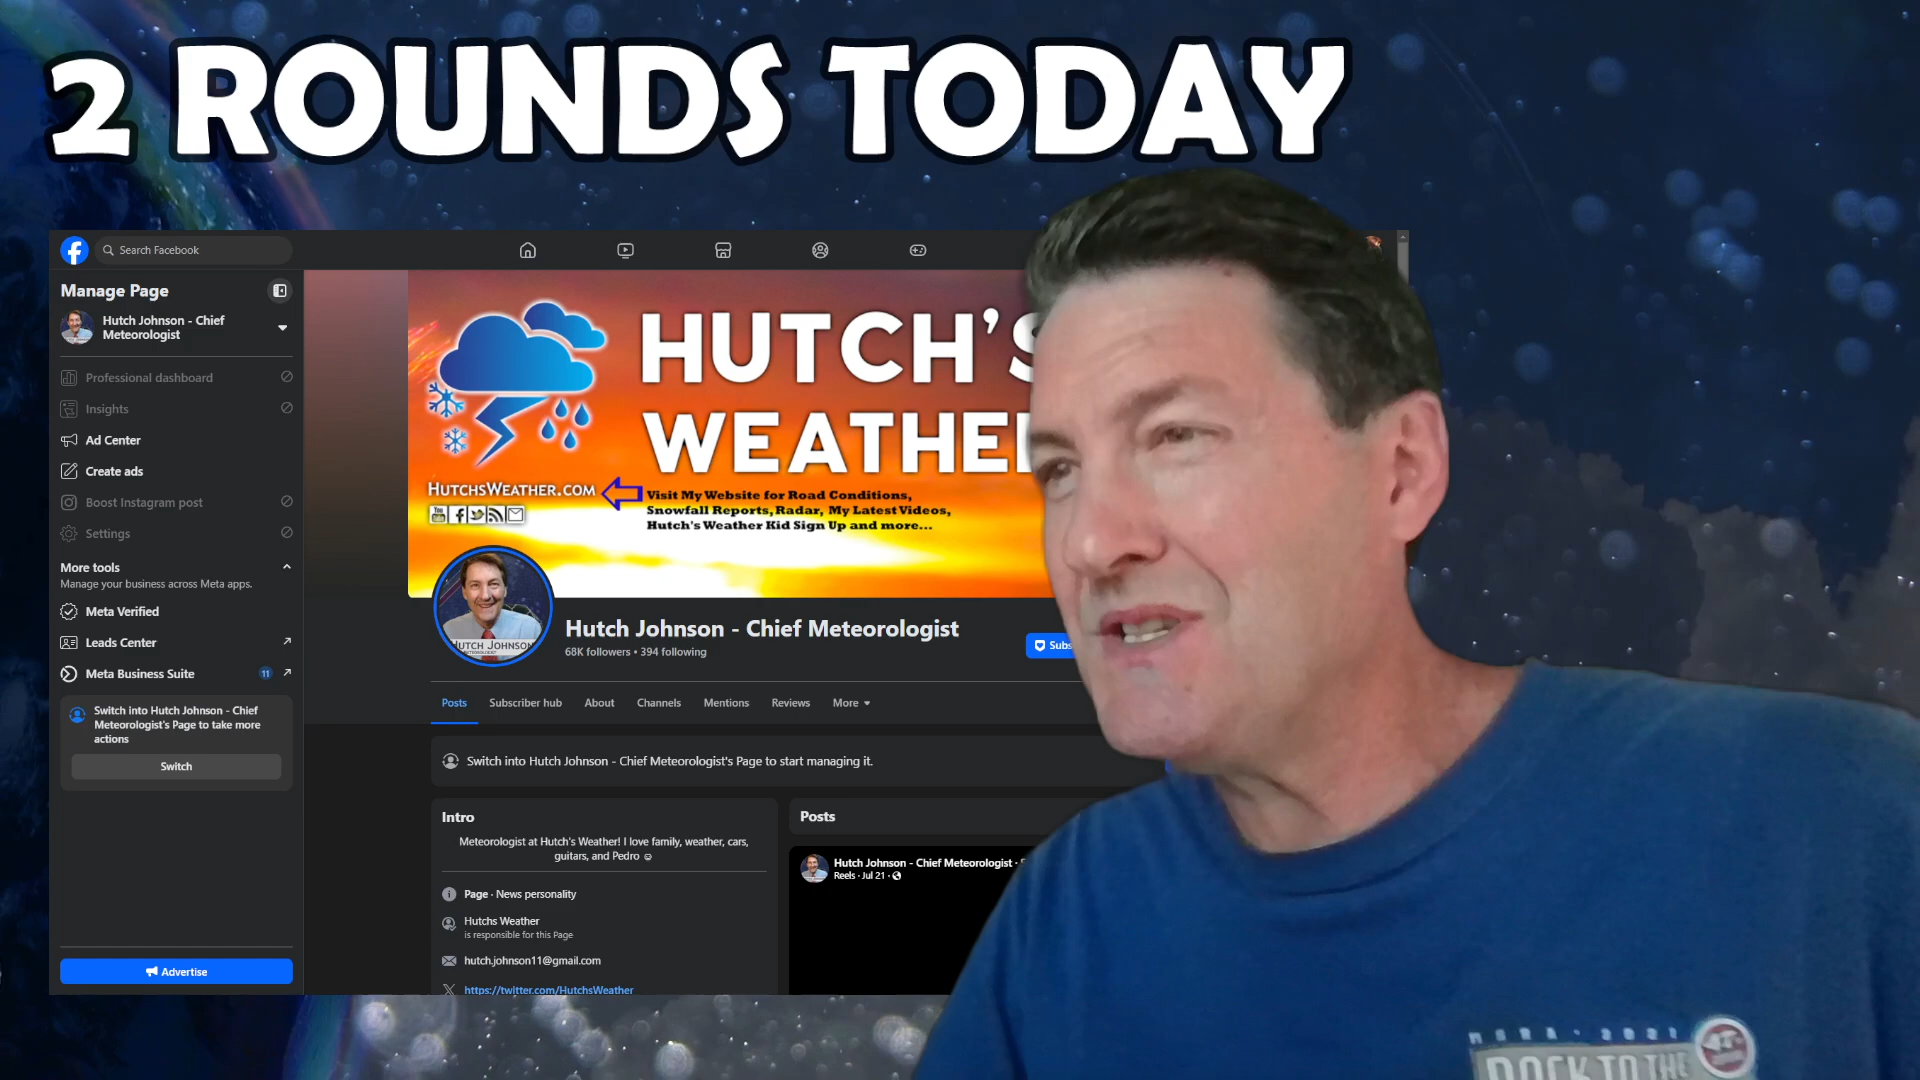 2 ROUNDS TODAY
Search Facebook
Manage Page
Hutch Johnson - Chief
Meteorologist
Professional dashboard
Insights
Ad Center
Create ads
Boost Instagram post
Settings
More tools
Manage your business across Meta apps.
Meta Verified
Leads Center
Meta Business Suite
11
Switch into Hutch Johnson - Chief
Meteorologist's Page to take more
actions
Switch
Advertise
HUTCH'S
WEATHE
HUTCHSWEATHER.COM
Visit My Website for Road Conditions,
Snowfall Reports, Radar, My Latest Videos,
Hutch's Weather Kid Sign Up and more...
HUTCH JOHNSON
METEOROLOGIST
Hutch Johnson - Chief Meteorologist
68K followers • 394 following
Subs
Posts
Subscriber hub
About
Channels
Mentions
Reviews
More
Switch into Hutch Johnson - Chief Meteorologist's Page to start managing it.
Intro
Meteorologist at Hutch's Weather! I love family, weather, cars,
guitars, and Pedro ☺
Page · News personality
Hutchs Weather
is responsible for this Page
hutch.johnson11@gmail.com
https://twitter.com/HutchsWeather
Posts
Hutch Johnson - Chief Meteorologist ·
Reels · Jul 21 ·
ROCK TO THE